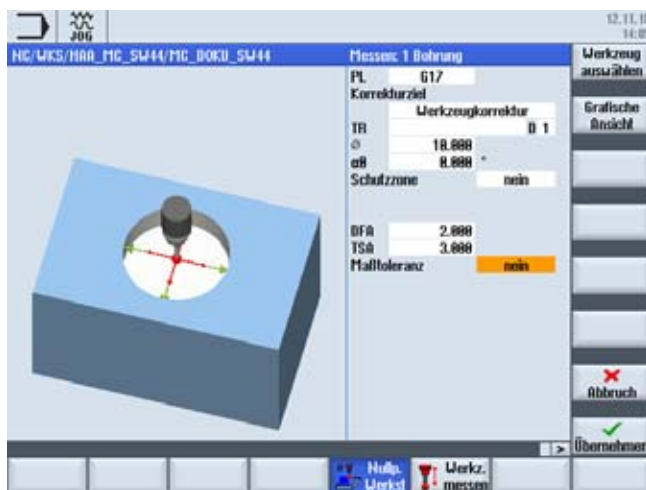 JOG
12.11.1
14:0
NC/WKS/HAA_MC_SW44/MC_DOKU_SW44
Messen: 1 Bohrung
Werkzeug
auswählen
PL G17
Korrekturziel
Werkzeugkorrektur
TR D 1
Ø 10.000
α0 0.000 °
Schutzzone nein
DFA 2.000
TSA 3.000
Maßtoleranz nein
Grafische
Ansicht
Abbruch
Übernehmen
>
Nullp.
Werkst
Werkz.
messen